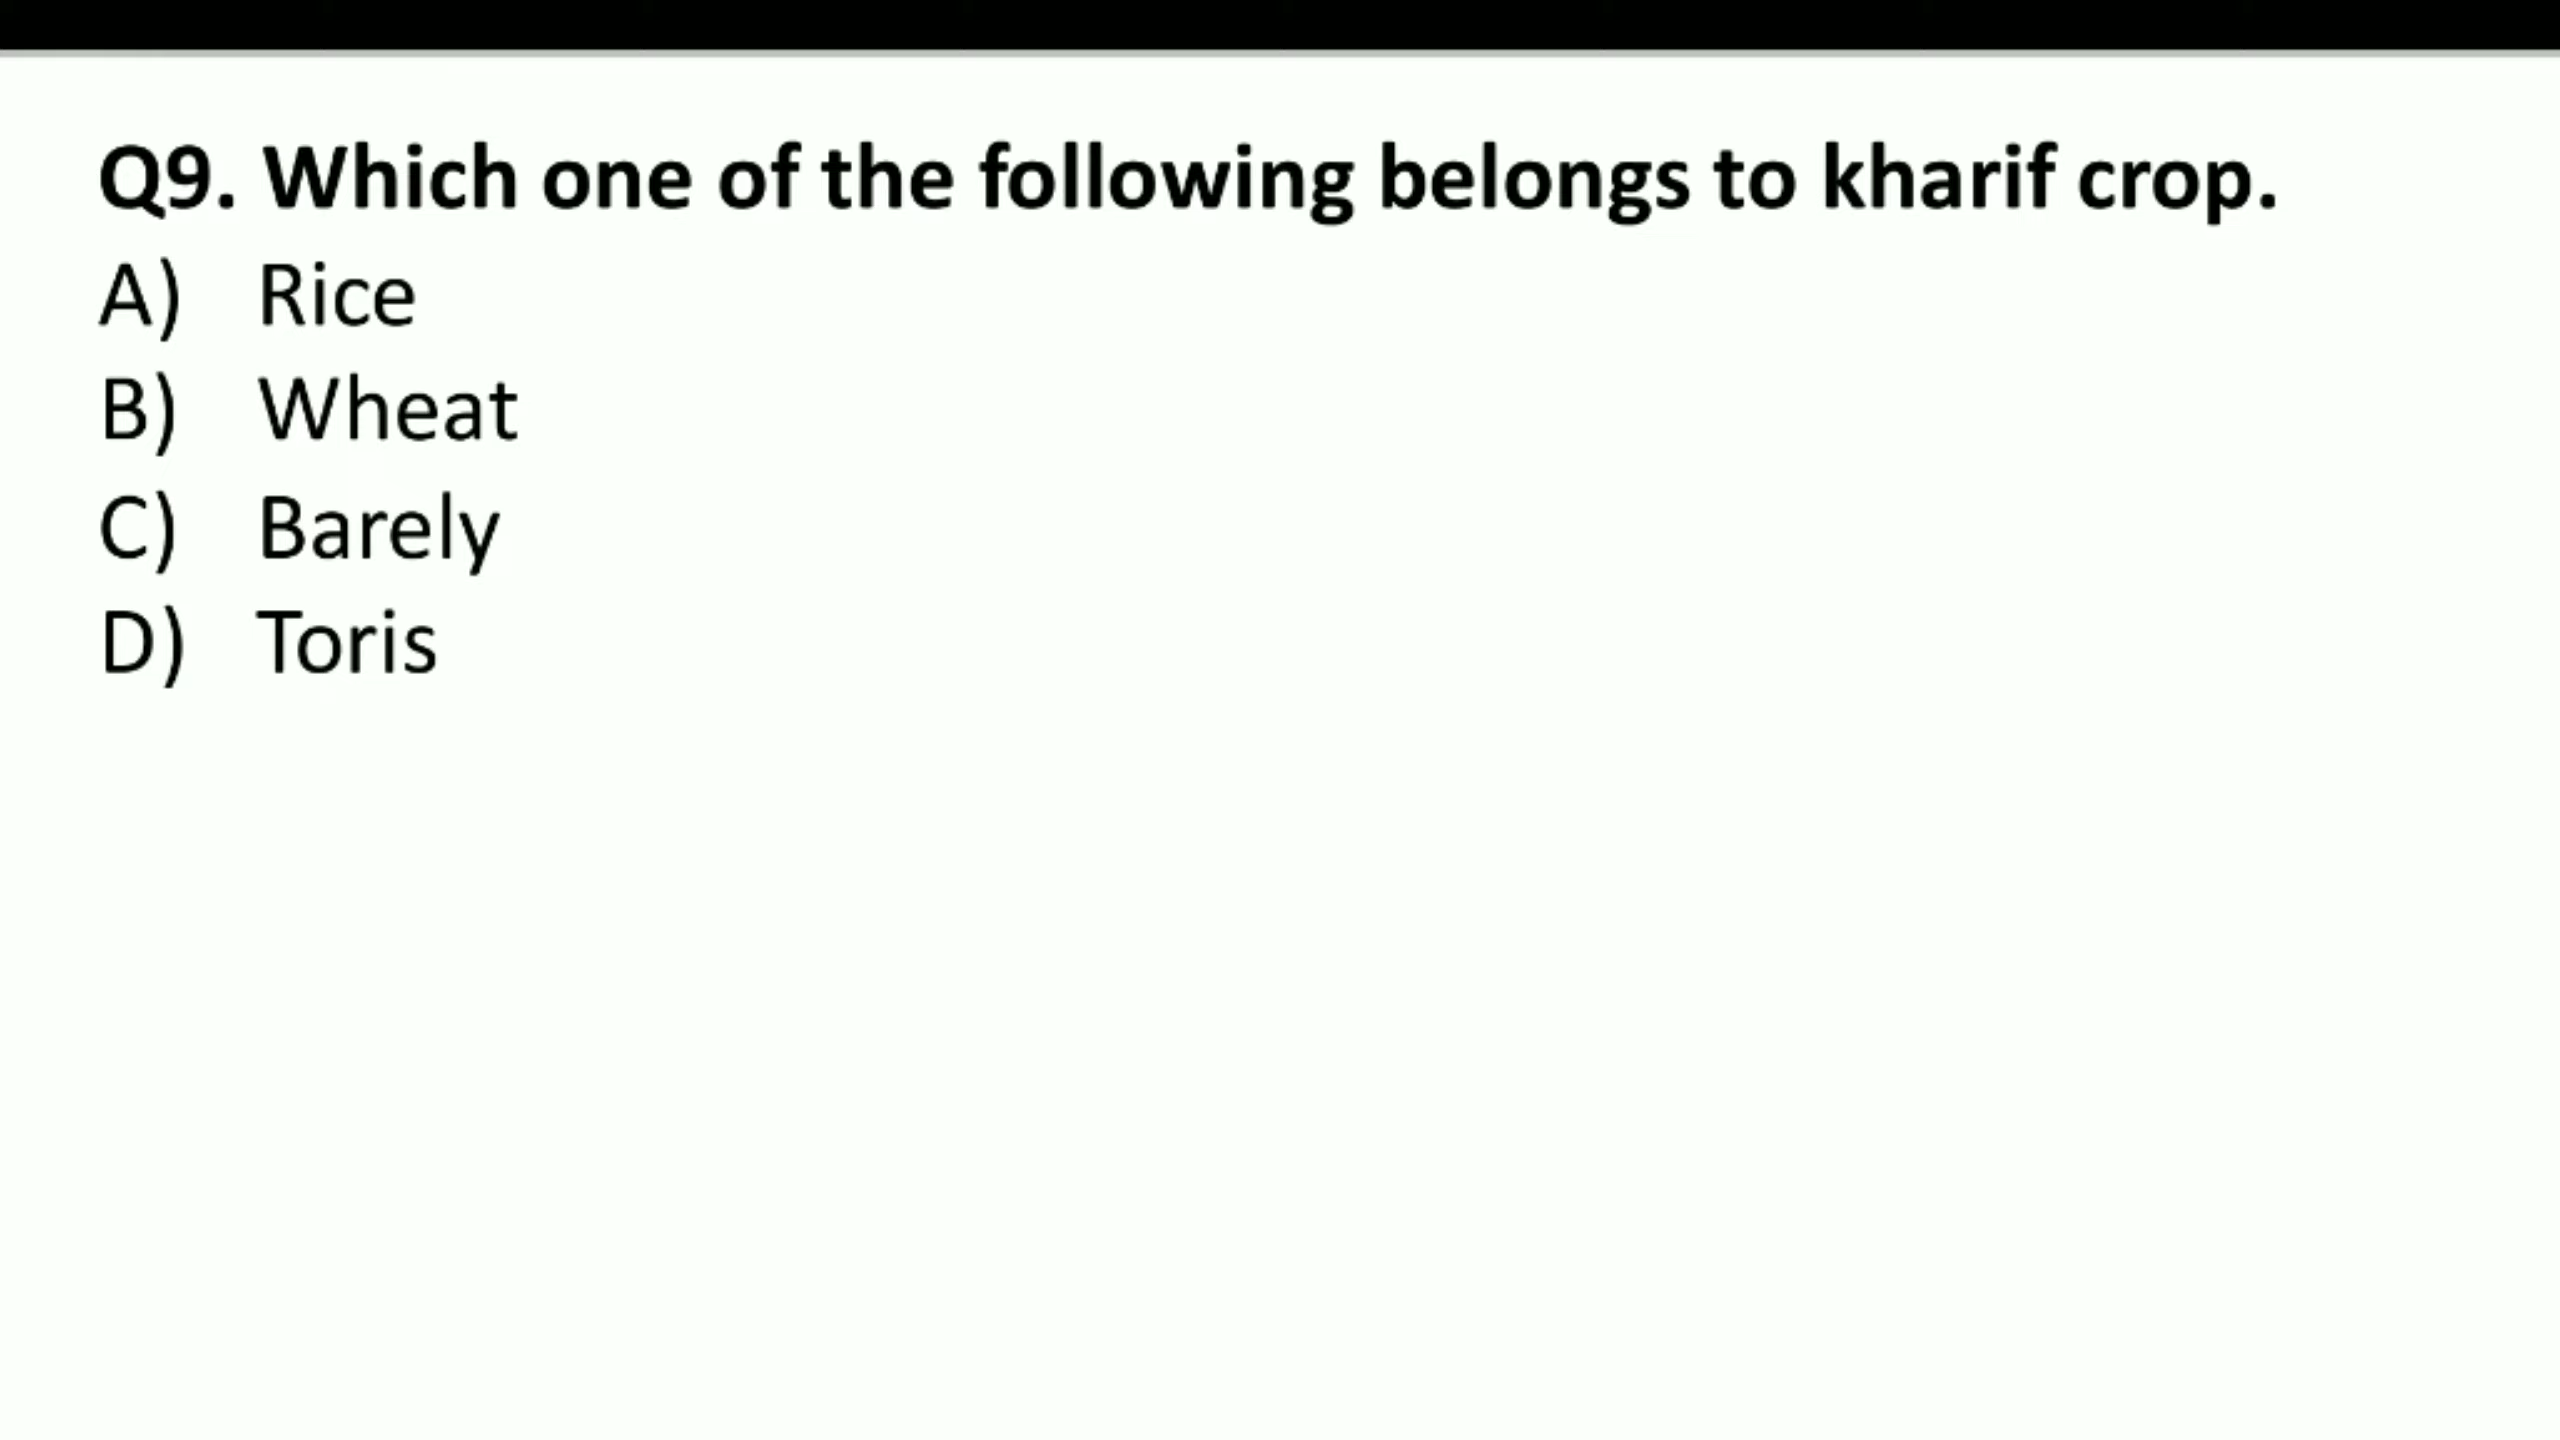 Q9. Which one of the following belongs to kharif crop.
A) Rice
B) Wheat
C) Barely
D) Toris